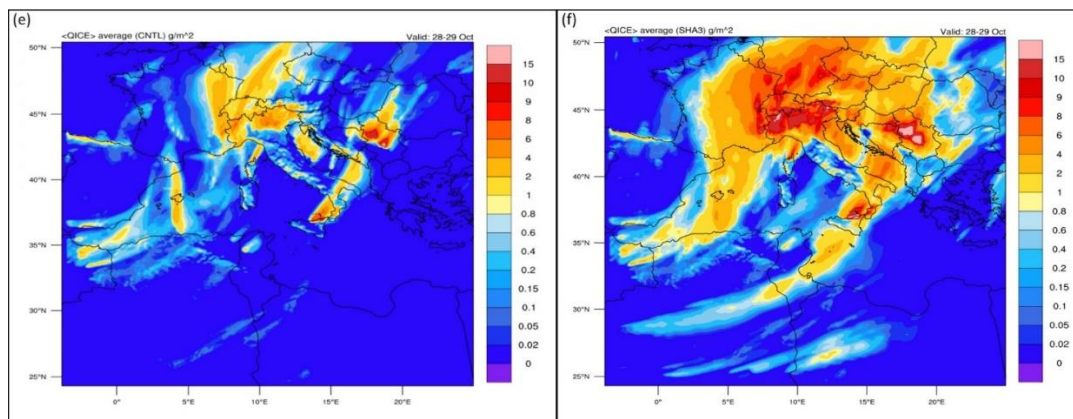 (e)
<QICE> average (CNTL) g/m^2 Valid: 28-29 Oct
50°N
45°N
40°N
35°N
30°N
25°N
0° 5°E 10°E 15°E 20°E
15
10
9
8
6
4
2
1
0.8
0.6
0.4
0.2
0.1
0.05
0.02
0
(f)
<QICE> average (SHA3) g/m^2 Valid: 28-29 Oct
50°N
45°N
40°N
35°N
30°N
25°N
0° 5°E 10°E 15°E 20°E
15
10
9
8
6
4
2
1
0.8
0.6
0.4
0.2
0.1
0.05
0.02
0